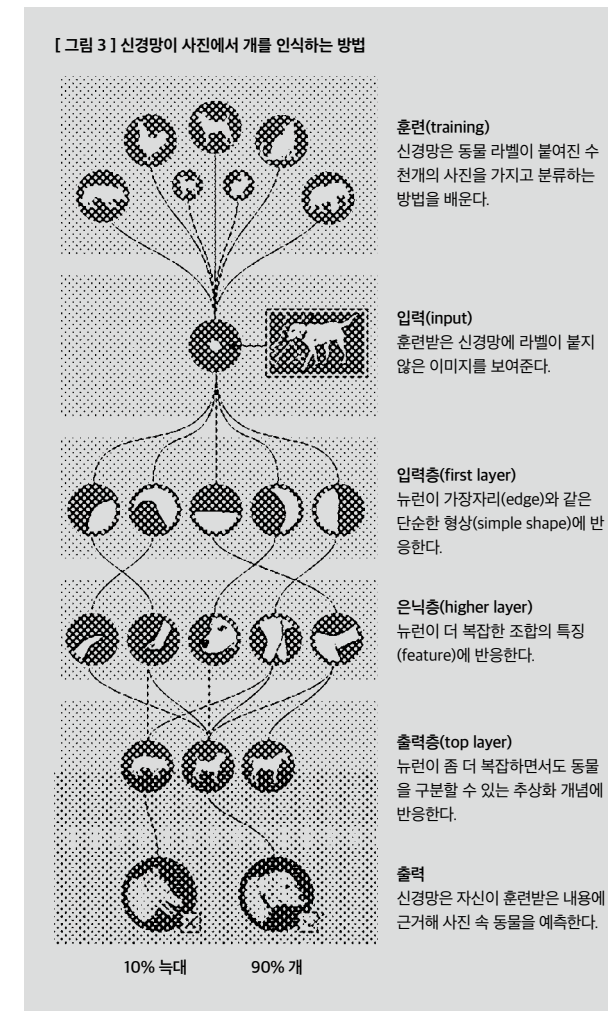 [ 그림 3 ] 신경망이 사진에서 개를 인식하는 방법
훈련(training)
신경망은 동물 라벨이 붙여진 수
천개의 사진을 가지고 분류하는
방법을 배운다.
입력(input)
훈련받은 신경망에 라벨이 붙지
않은 이미지를 보여준다.
입력층(first layer)
뉴런이 가장자리(edge)와 같은
단순한 형상(simple shape)에 반
응한다.
은닉층(higher layer)
뉴런이 더 복잡한 조합의 특징
(feature)에 반응한다.
출력층(top layer)
뉴런이 좀 더 복잡하면서도 동물
을 구분할 수 있는 추상화 개념에
반응한다.
출력
신경망은 자신이 훈련받은 내용에
근거해 사진 속 동물을 예측한다.
10% 늑대
90% 개